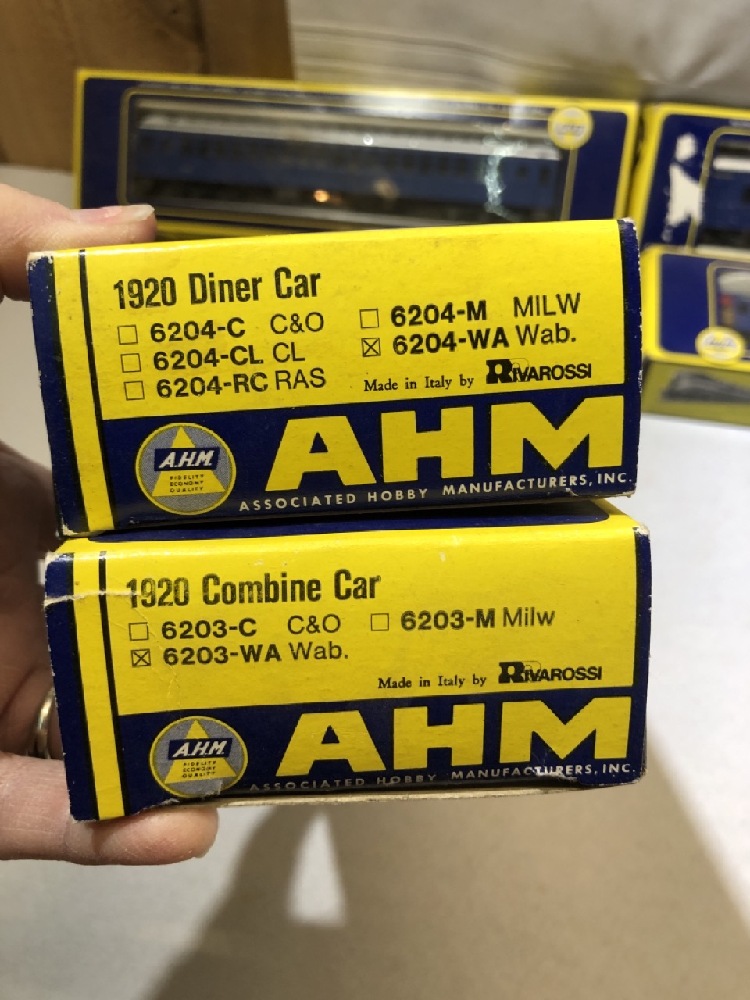 1920 Diner Car
☐ 6204-C C&O ☐ 6204-M MILW
☐ 6204-CL CL ☒ 6204-WA Wab.
☐ 6204-RC RAS Made in Italy by RIVAROSSI
A.H.M.
FIDELITY
ECONOMY
QUALITY
AHM
ASSOCIATED HOBBY MANUFACTURERS, INC.
1920 Combine Car
☐ 6203-C C&O ☐ 6203-M Milw
☒ 6203-WA Wab.
Made in Italy by RIVAROSSI
A.H.M.
FIDELITY
ECONOMY
QUALITY
AHM
ASSOCIATED HOBBY MANUFACTURERS, INC.